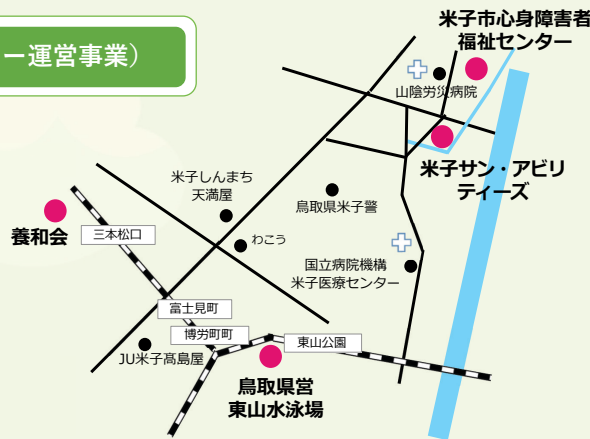 ー運営事業）
米子市心身障害者
福祉センター
山陰労災病院
米子サン・アビリ
ティーズ
米子しんまち
天満屋
鳥取県米子警
養和会
三本松口
わこう
国立病院機構
米子医療センター
富士見町
博労町町
東山公園
JU米子髙島屋
鳥取県営
東山水泳場